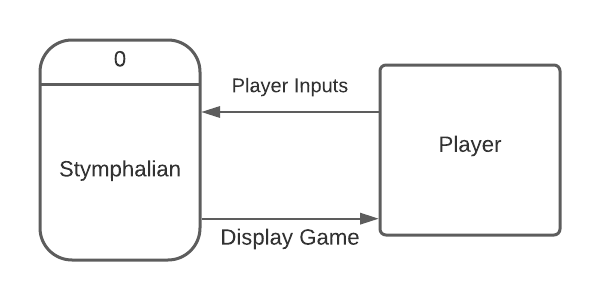 0
Player Inputs
Stymphalian
Player
Display Game